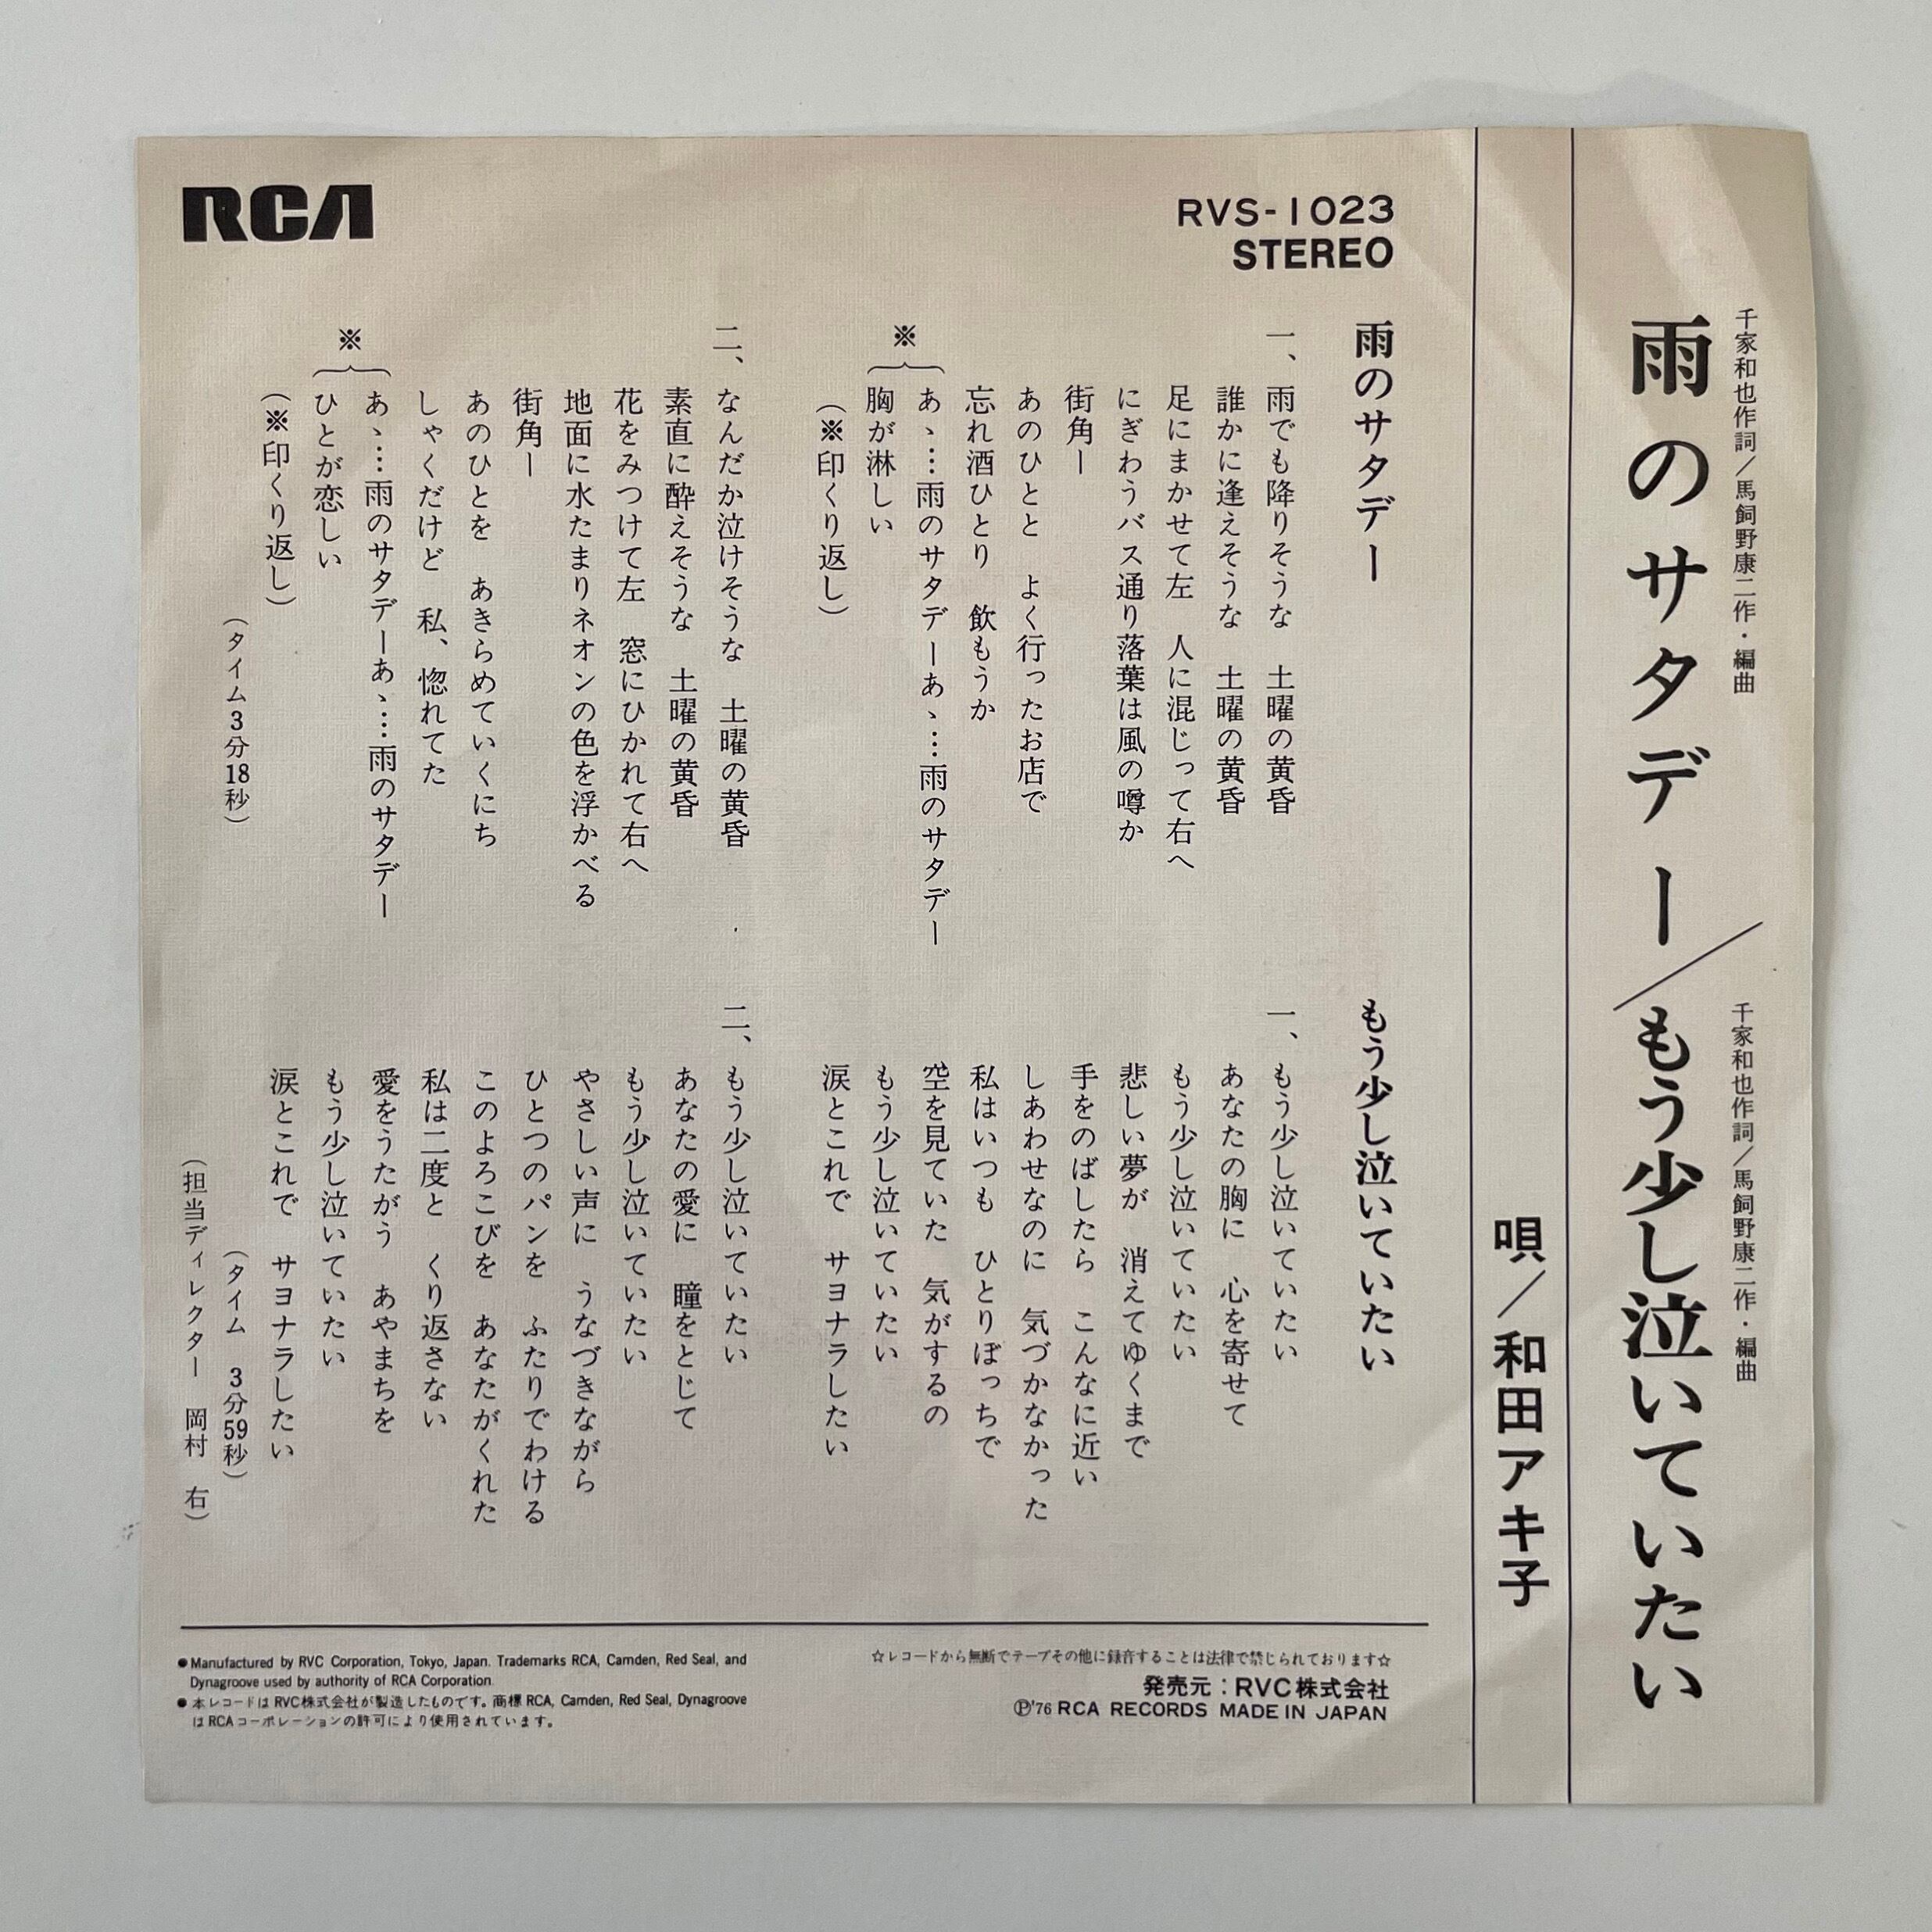 千家和也作詞／馬飼野康二作・編曲
雨のサタデー／もう少し泣いていたい
千家和也作詞／馬飼野康二作・編曲
唄／和田アキ子
RCA
RVS-1023
STEREO
雨のサタデー
一、雨でも降りそうな　土曜の黄昏
誰かに逢えそうな　土曜の黄昏
足にまかせて左　人に混じって右へ
にぎわうバス通り落葉は風の噂か
街角ー
あのひとと　よく行ったお店で
忘れ酒ひとり　飲もうか
※
あゝ…雨のサタデーあゝ…雨のサタデー
胸が淋しい
（※印くり返し）
二、なんだか泣けそうな　土曜の黄昏
素直に酔えそうな　土曜の黄昏
花をみつけて左　窓にひかれて右へ
地面に水たまりネオンの色を浮かべる
街角ー
あのひとを　あきらめていくにち
しゃくだけど　私、惚れてた
※
あゝ…雨のサタデーあゝ…雨のサタデー
ひとが恋しい
（※印くり返し）
（タイム3分18秒）
もう少し泣いていたい
一、もう少し泣いていたい
あなたの胸に　心を寄せて
もう少し泣いていたい
悲しい夢が　消えてゆくまで
手をのばしたら　こんなに近い
しあわせなのに　気づかなかった
私はいつも　ひとりぼっちで
空を見ていた　気がするの
もう少し泣いていたい
涙とこれで　サヨナラしたい
二、もう少し泣いていたい
あなたの愛に　瞳をとじて
もう少し泣いていたい
やさしい声に　うなづきながら
ひとつのパンを　ふたりでわける
このよろこびを　あなたがくれた
私は二度と　くり返さない
愛をうたがう　あやまちを
もう少し泣いていたい
涙とこれで　サヨナラしたい
（タイム　3分59秒）
（担当ディレクター　岡村　右）
●Manufactured by RVC Corporation, Tokyo, Japan. Trademarks RCA, Camden, Red Seal, and
Dynagroove used by authority of RCA Corporation.
●本レコードはRVC株式会社が製造したものです。商標RCA, Camden, Red Seal, Dynagroove
はRCAコーポレーションの許可により使用されています。
☆レコードから無断でテープその他に録音することは法律で禁じられております☆
発売元：RVC株式会社
Ⓟ'76 RCA RECORDS MADE IN JAPAN